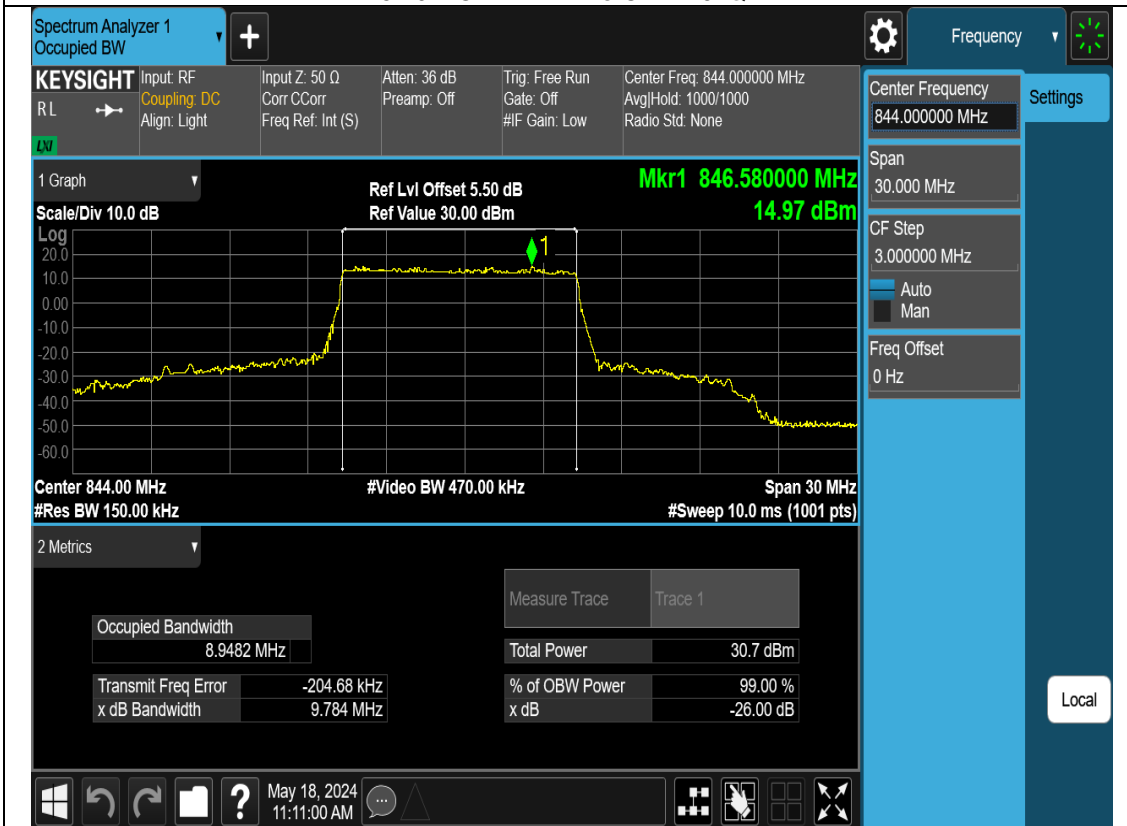 Spectrum Analyzer 1
Occupied BW
+
Frequency
KEYSIGHT
R L
LXI
Input: RF
Coupling: DC
Align: Light
Input Z: 50 Ω
Corr CCorr
Freq Ref: Int (S)
Atten: 36 dB
Preamp: Off
Trig: Free Run
Gate: Off
#IF Gain: Low
Center Freq: 844.000000 MHz
Avg|Hold: 1000/1000
Radio Std: None
Center Frequency
844.000000 MHz
Settings
Span
30.000 MHz
CF Step
3.000000 MHz
Auto
Man
Freq Offset
0 Hz
Local
1 Graph
Scale/Div 10.0 dB
Ref Lvl Offset 5.50 dB
Ref Value 30.00 dBm
Mkr1 846.580000 MHz
14.97 dBm
Log
1
20.0
10.0
0.00
-10.0
-20.0
-30.0
-40.0
-50.0
-60.0
Center 844.00 MHz
#Video BW 470.00 kHz
Span 30 MHz
#Res BW 150.00 kHz
#Sweep 10.0 ms (1001 pts)
2 Metrics
Measure Trace Trace 1
Occupied Bandwidth
8.9482 MHz
Total Power 30.7 dBm
Transmit Freq Error -204.68 kHz
% of OBW Power 99.00 %
x dB Bandwidth 9.784 MHz
x dB -26.00 dB
?
May 18, 2024
11:11:00 AM